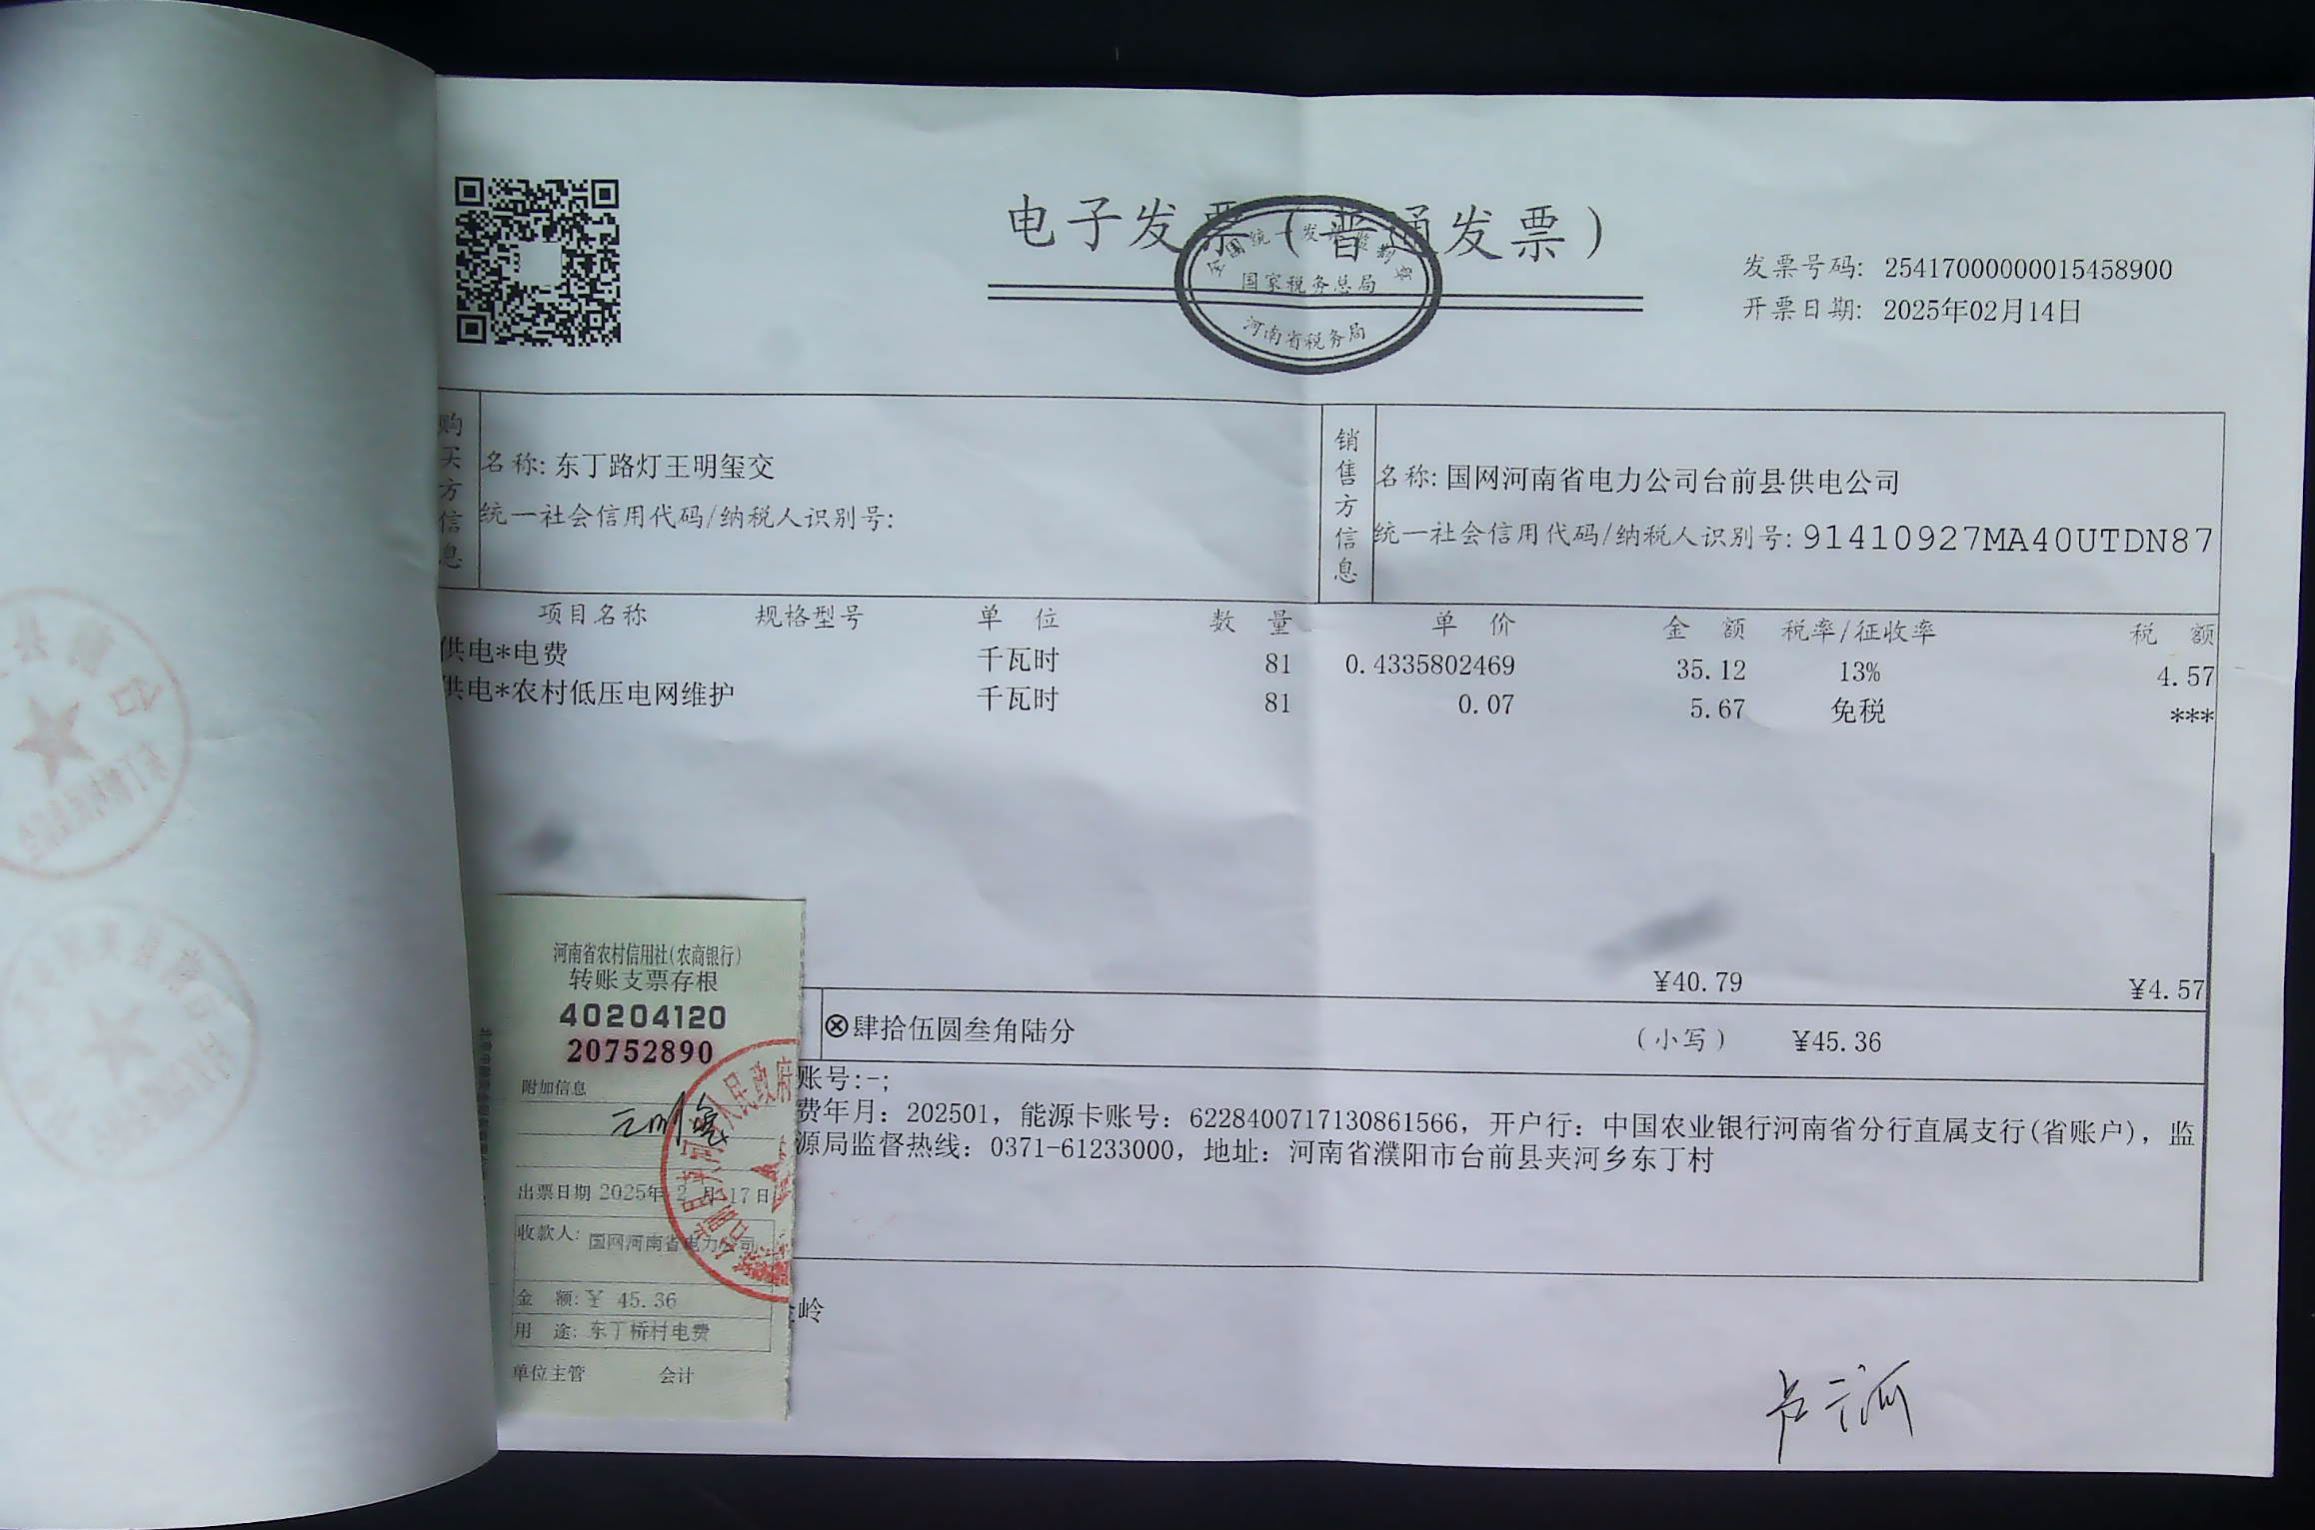 电子发票（普通发票）
全国统一发票监制章
国家税务总局
河南省税务局
发票号码: 25417000000015458900
开票日期: 2025年02月14日
购买方信息
名称: 东丁路灯王明玺交
统一社会信用代码/纳税人识别号:
销售方信息
名称: 国网河南省电力公司台前县供电公司
统一社会信用代码/纳税人识别号: 91410927MA40UTDN87
项目名称 规格型号 单 位 数 量 单 价 金 额 税率/征收率 税 额
供电*电费 千瓦时 81 0.4335802469 35.12 13% 4.57
供电*农村低压电网维护 千瓦时 81 0.07 5.67 免税 ***
¥40.79 ¥4.57
⊗肆拾伍圆叁角陆分 (小写) ¥45.36
账号:-;
费年月: 202501, 能源卡账号: 6228400717130861566, 开户行: 中国农业银行河南省分行直属支行(省账户), 监
源局监督热线: 0371-61233000, 地址: 河南省濮阳市台前县夹河乡东丁村
岭
河南省农村信用社(农商银行)
转账支票存根
40204120
20752890
附加信息
出票日期 2025年 2 月 17日
收款人: 国网河南省电力公司
金 额: ¥ 45.36
用 途: 东丁桥村电费
单位主管 会计